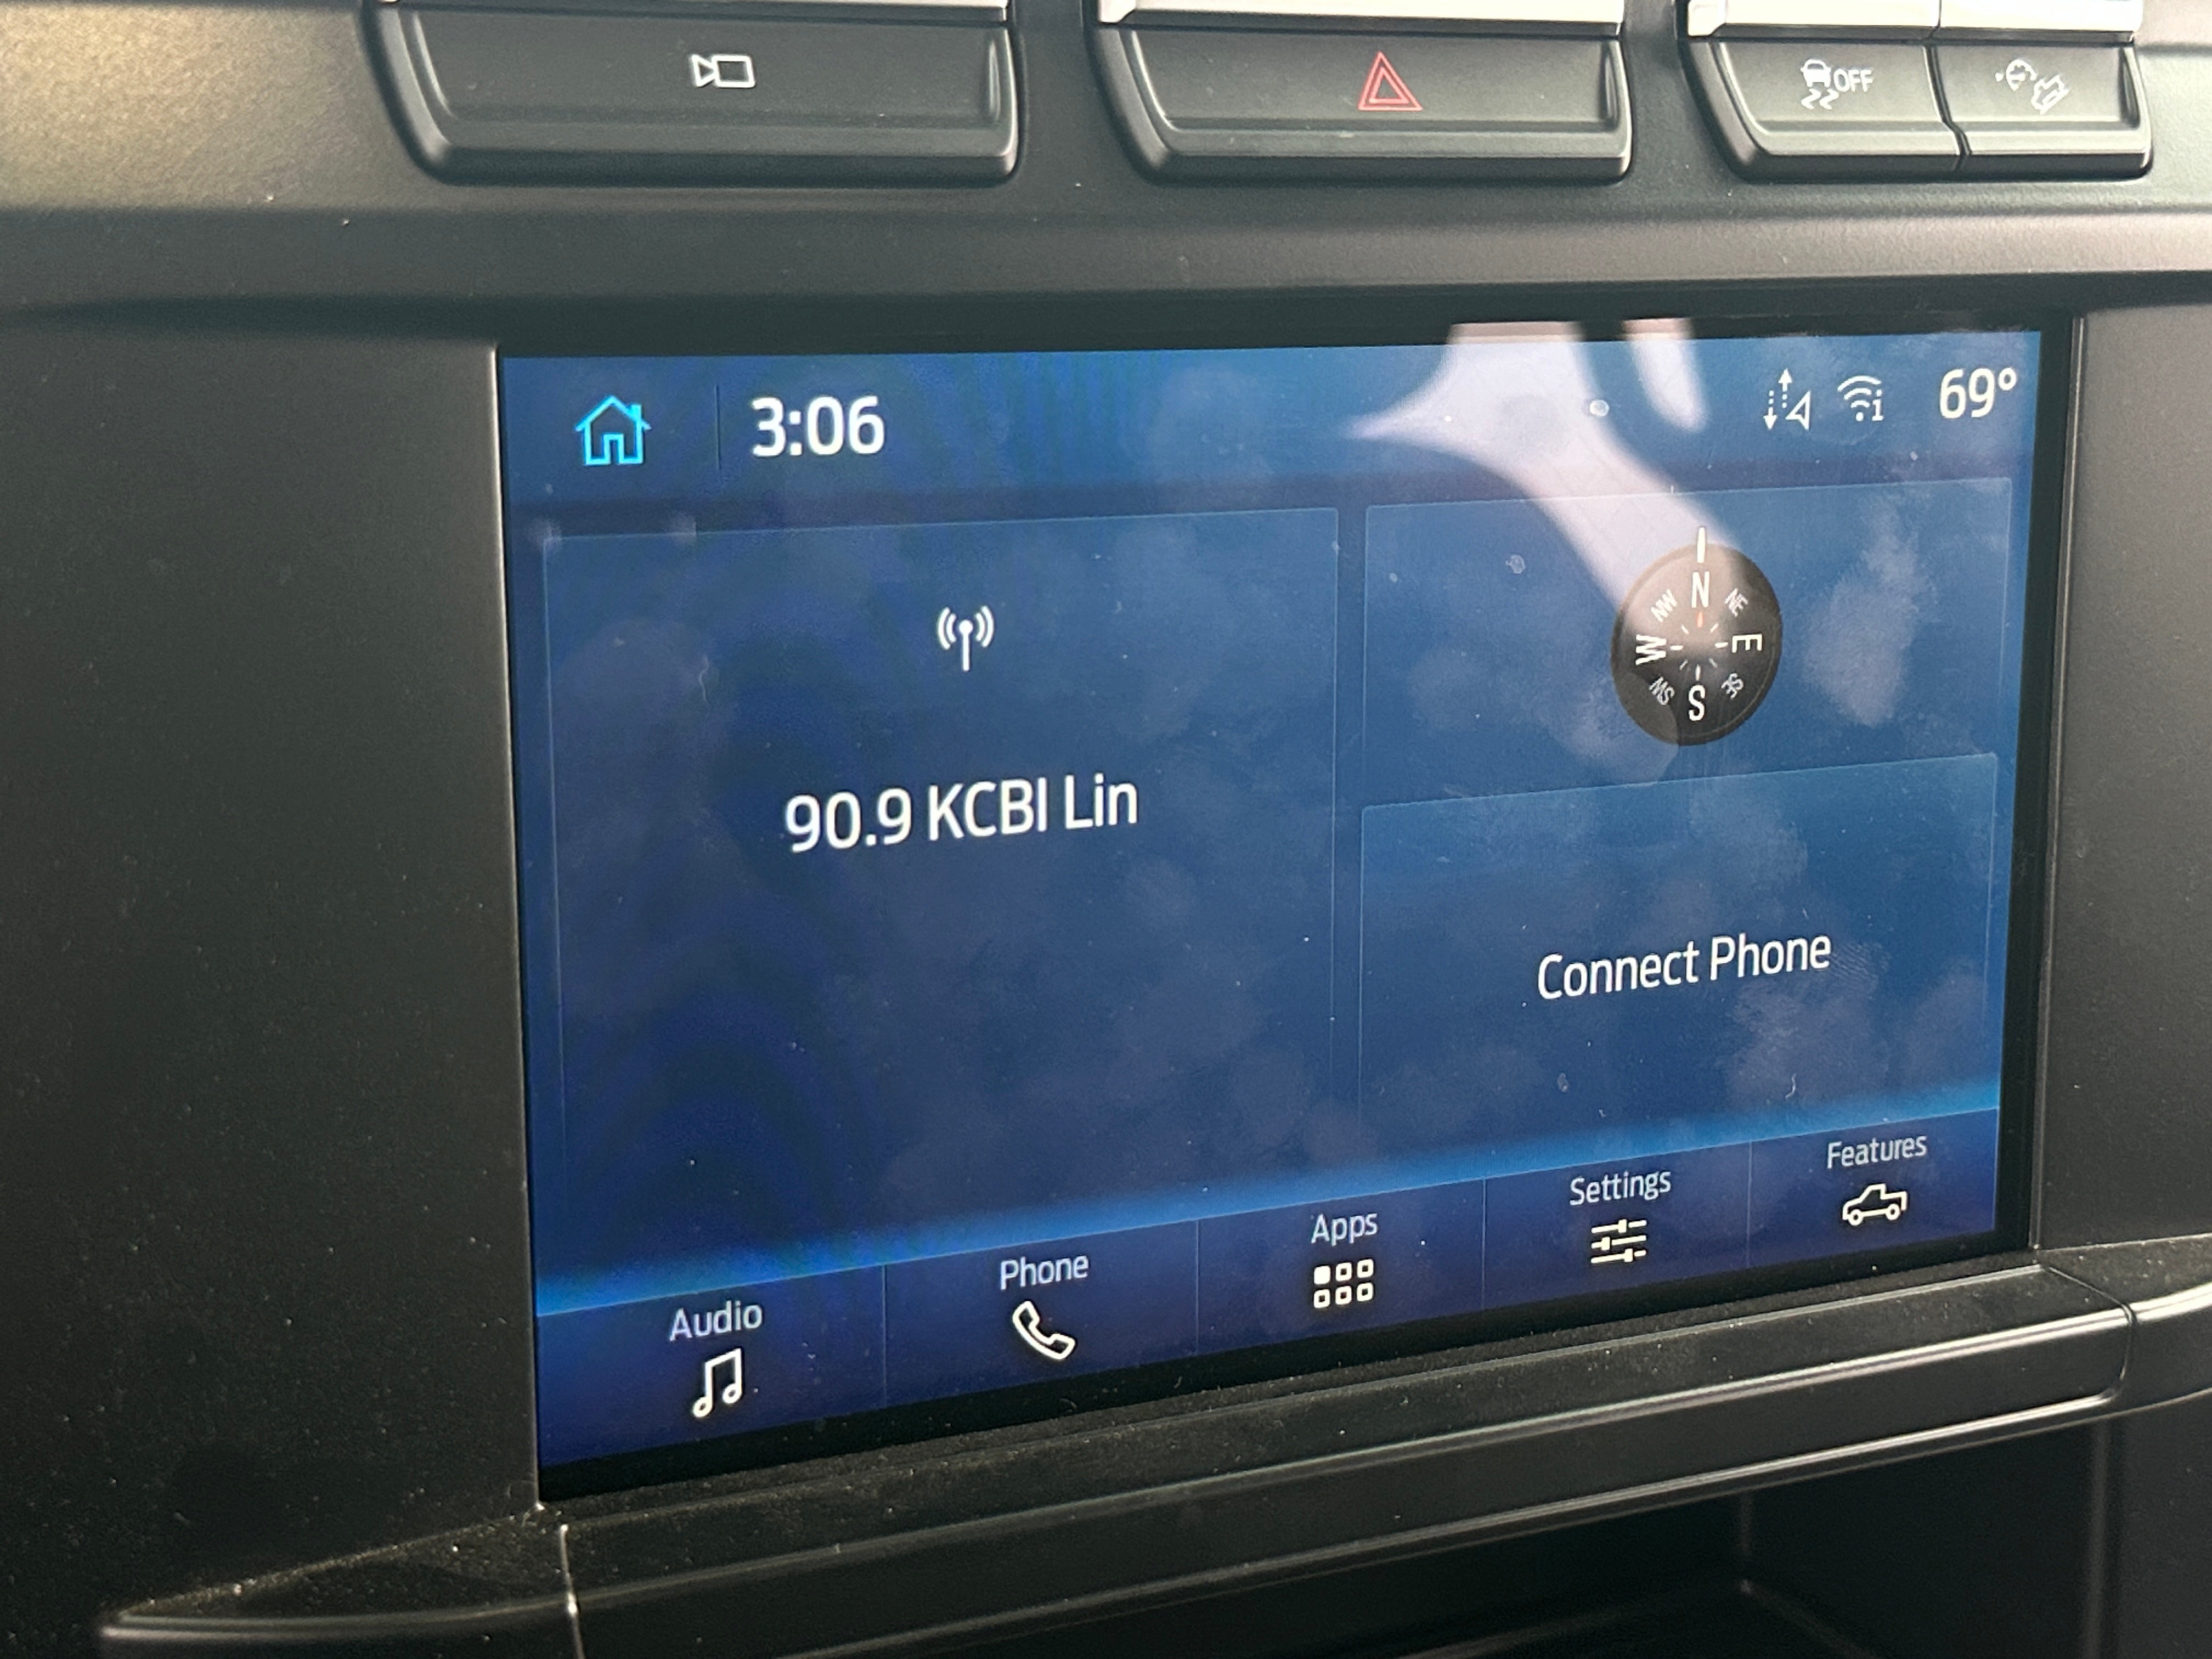 OFF
3:06
69°
N
NW
NE
W
E
SW
SE
S
90.9 KCBI Lin
Connect Phone
Audio
Phone
Apps
Settings
Features